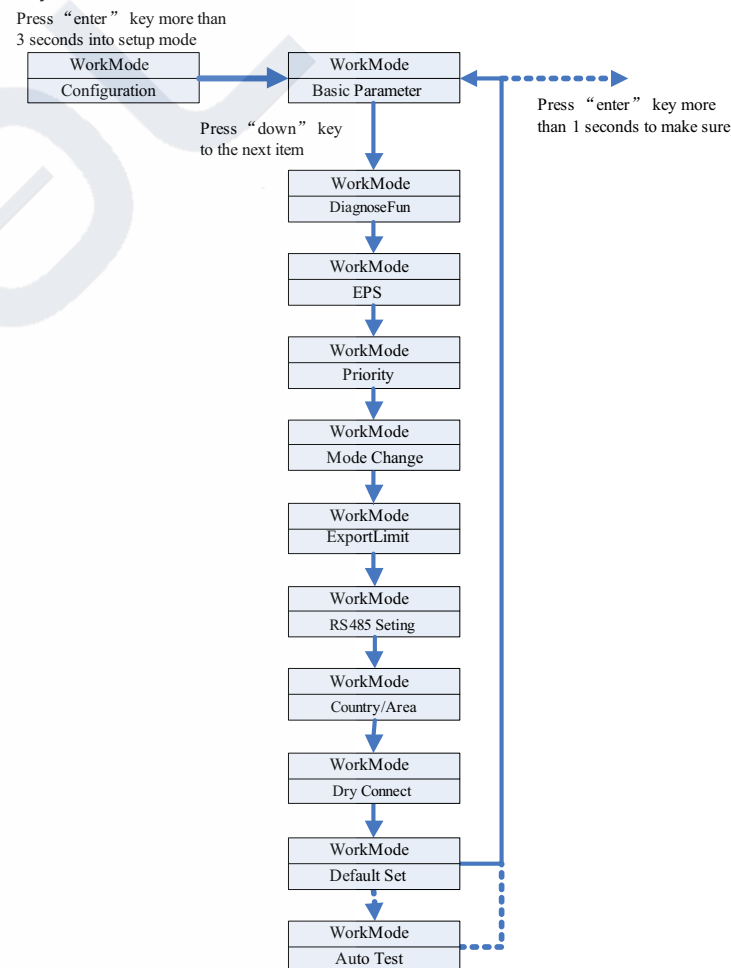 Press “enter” key more than
3 seconds into setup mode
WorkMode
Configuration
WorkMode
Basic Parameter
Press “enter” key more
than 1 seconds to make sure
Press “down” key
to the next item
WorkMode
DiagnoseFun
WorkMode
EPS
WorkMode
Priority
WorkMode
Mode Change
WorkMode
ExportLimit
WorkMode
RS485 Seting
WorkMode
Country/Area
WorkMode
Dry Connect
WorkMode
Default Set
WorkMode
Auto Test